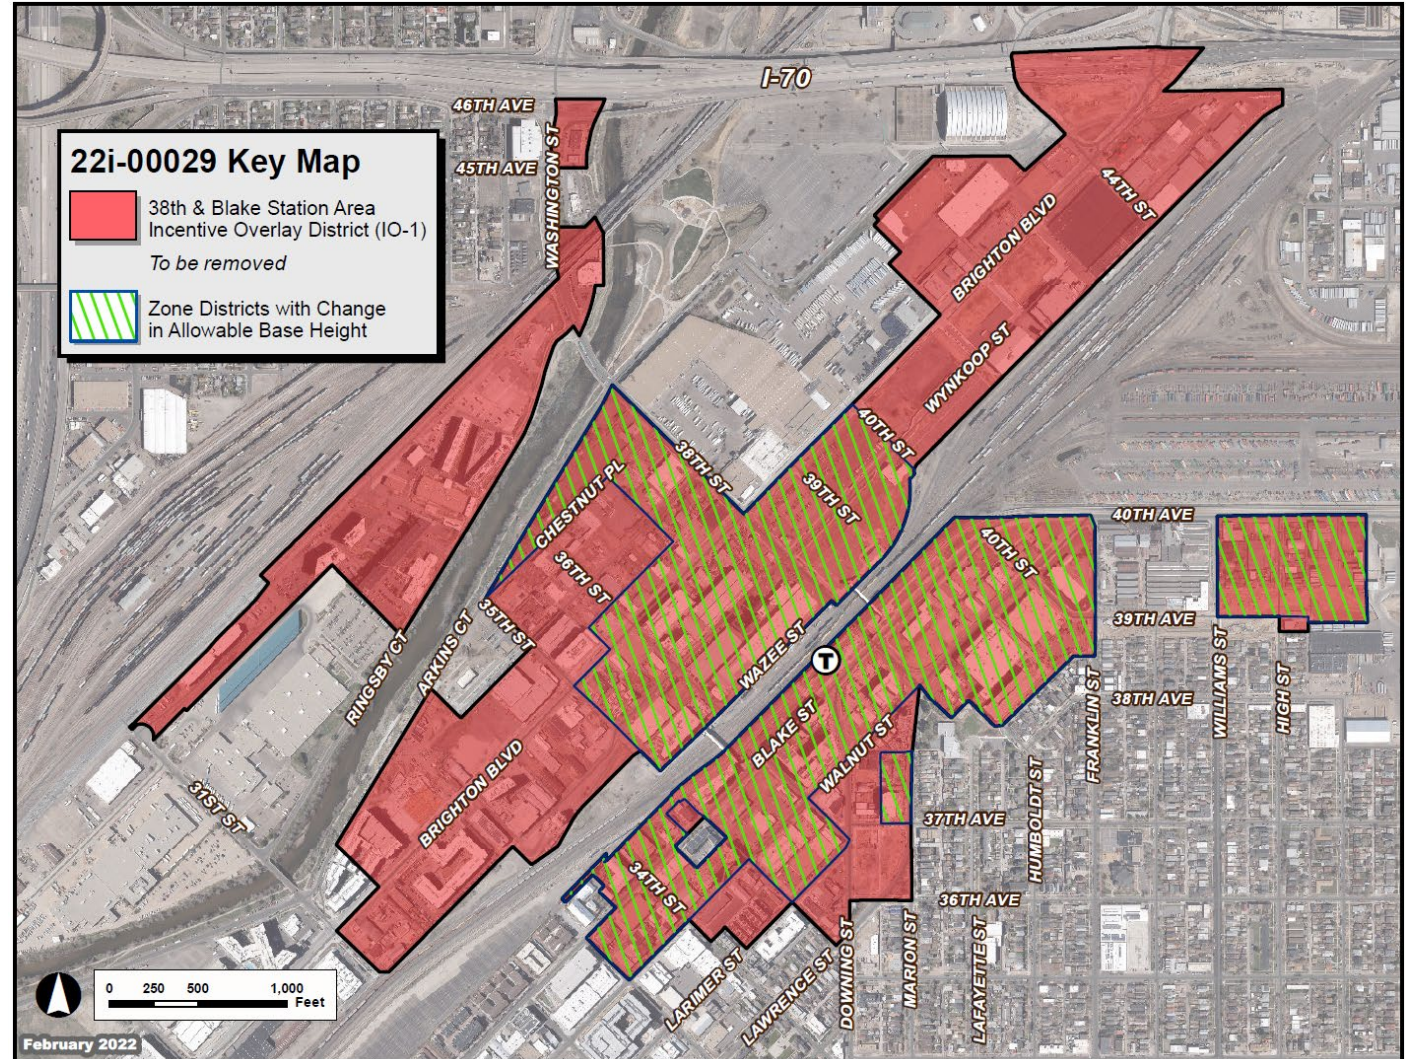 I-70
46TH AVE
45TH AVE
WASHINGTON ST
22i-00029 Key Map
38th & Blake Station Area
Incentive Overlay District (IO-1)
To be removed
Zone Districts with Change
in Allowable Base Height
44TH ST
BRIGHTON BLVD
WYNKOOP ST
40TH ST
38TH ST
39TH ST
CHESTNUT PL
36TH ST
35TH ST
40TH AVE
40TH ST
39TH AVE
38TH AVE
WILLIAMS ST
HIGH ST
FRANKLIN ST
HUMBOLDT ST
WAZEE ST
T
BLAKE ST
WALNUT ST
ARKINS CT
RINGSBY CT
BRIGHTON BLVD
31ST ST
37TH AVE
36TH AVE
34TH ST
LARIMER ST
LAWRENCE ST
DOWNING ST
MARION ST
LAFAYETTE ST
0 250 500 1,000
Feet
February 2022